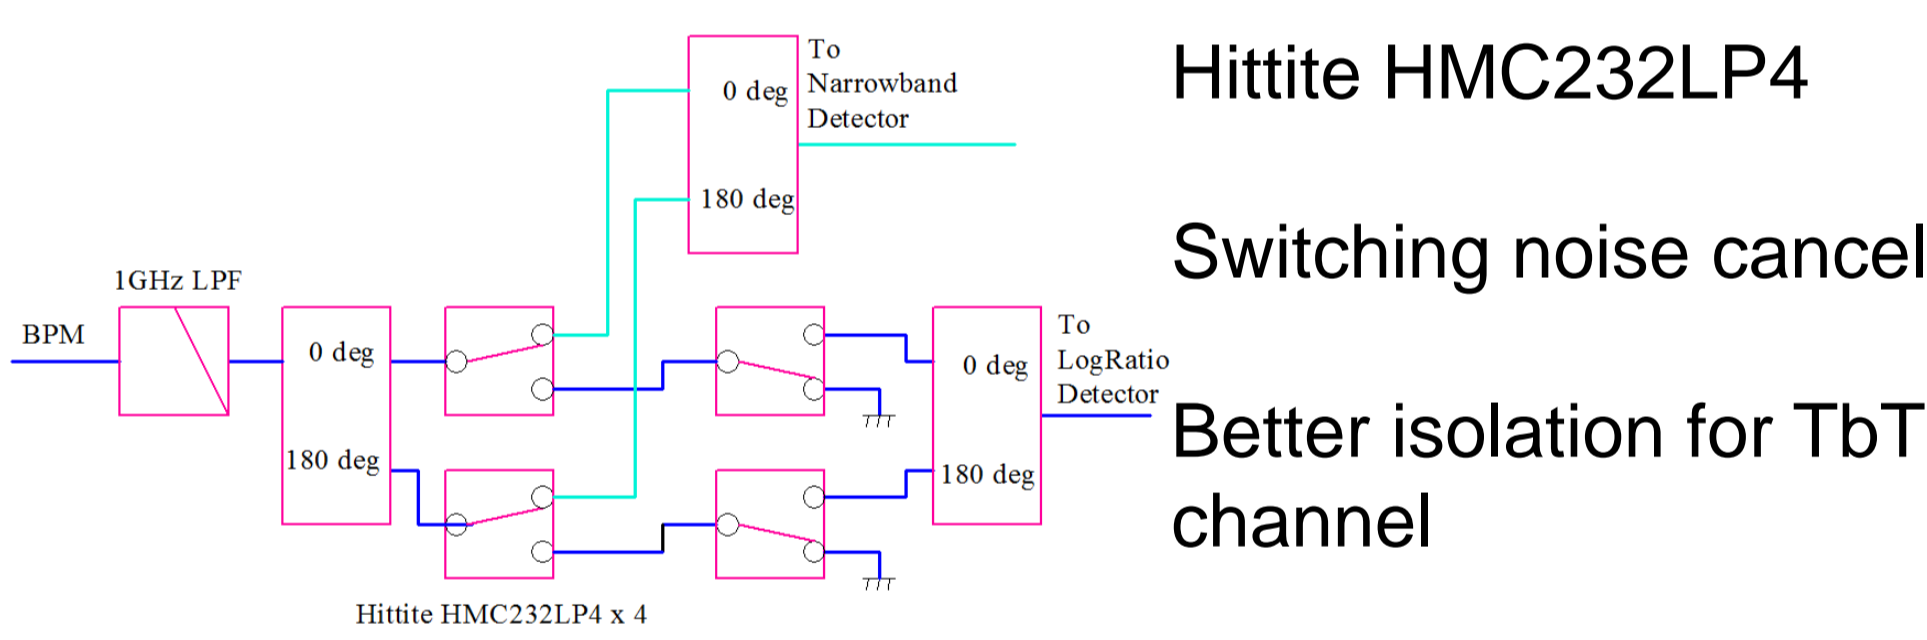 To
Narrowband
Detector
0 deg
180 deg
1GHz LPF
BPM
0 deg
180 deg
0 deg
180 deg
To
LogRatio
Detector
Hittite HMC232LP4 x 4
Hittite HMC232LP4
Switching noise cancel
Better isolation for TbT
channel